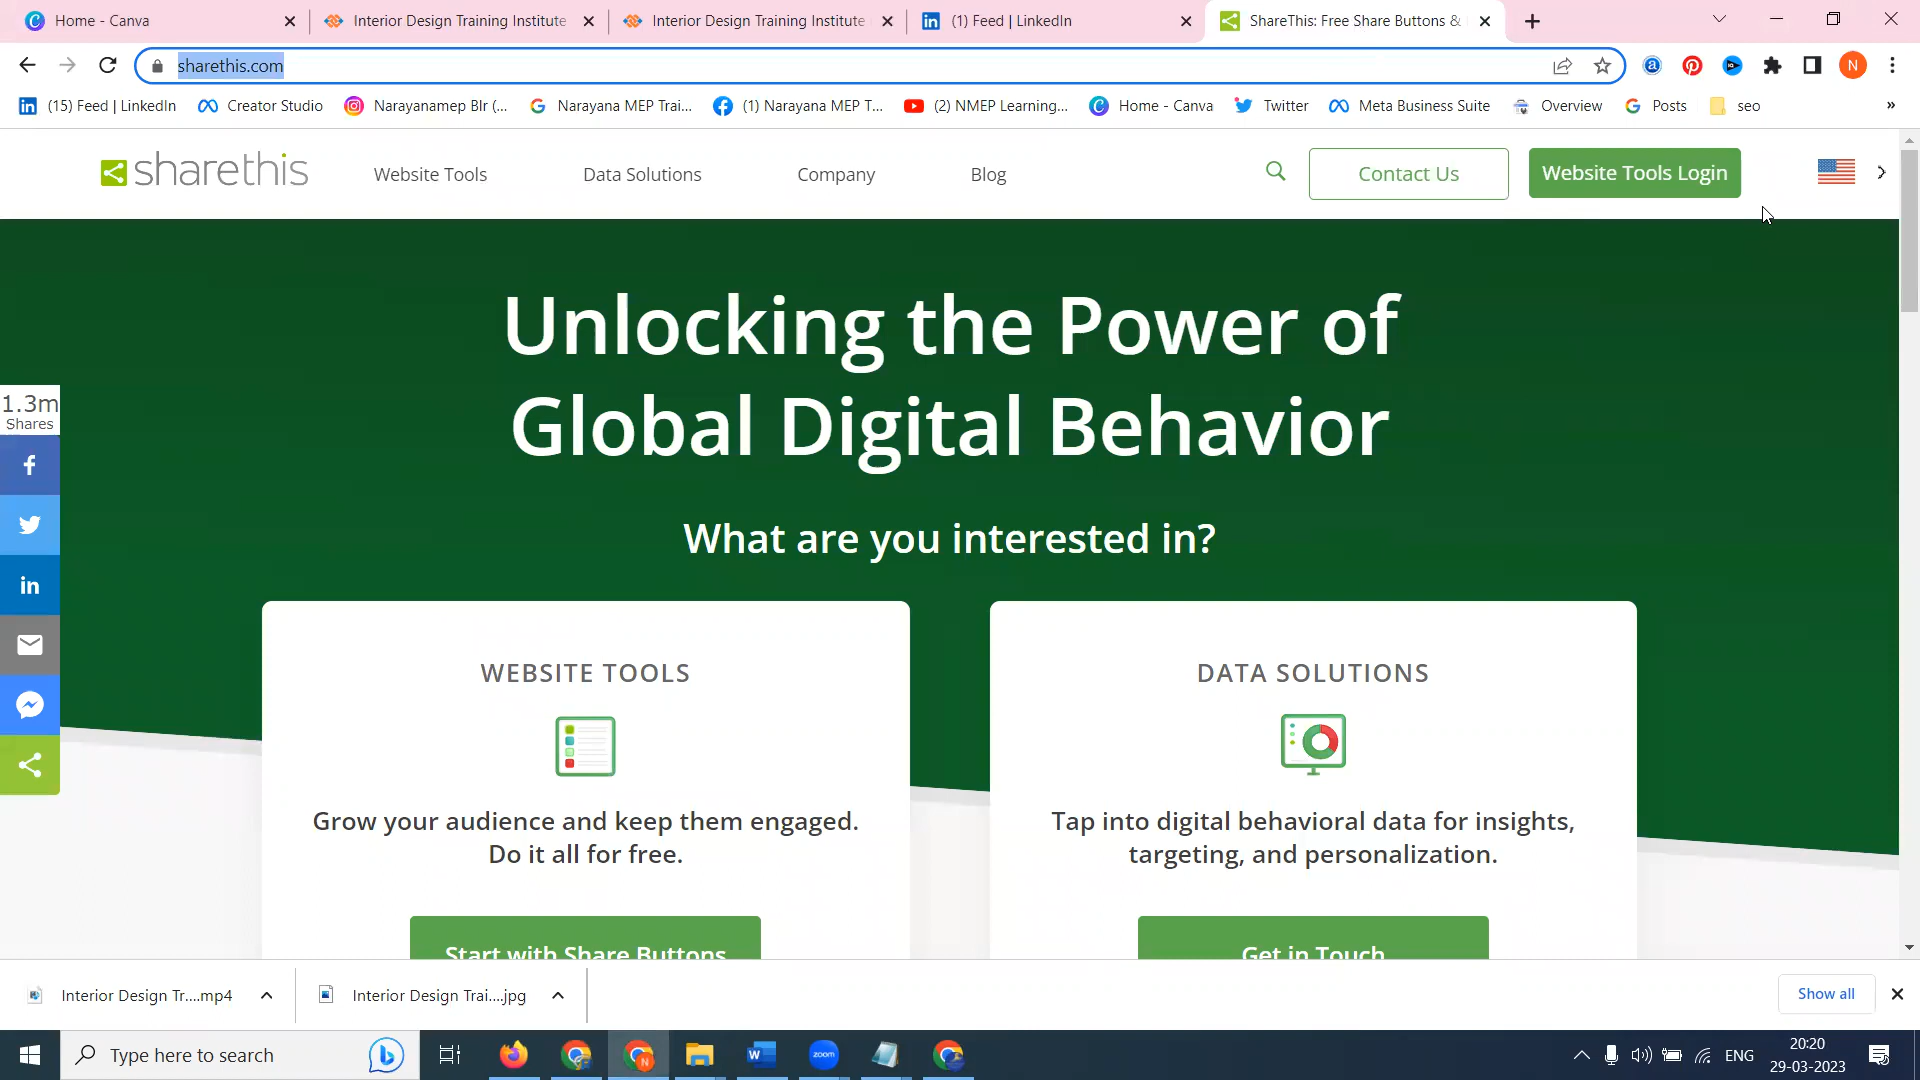 Home - Canva
Interior Design Training Institute
Interior Design Training Institute
(1) Feed | LinkedIn
ShareThis: Free Share Buttons &
sharethis.com
N
(15) Feed | LinkedIn
Creator Studio
Narayanamep Blr (...
Narayana MEP Trai...
(1) Narayana MEP T...
(2) NMEP Learning...
Home - Canva
Twitter
Meta Business Suite
Overview
Posts
seo
sharethis
Website Tools
Data Solutions
Company
Blog
Contact Us
Website Tools Login
Unlocking the Power of
Global Digital Behavior
What are you interested in?
1.3m
Shares
WEBSITE TOOLS
Grow your audience and keep them engaged.
Do it all for free.
Start with Share Buttons
DATA SOLUTIONS
Tap into digital behavioral data for insights,
targeting, and personalization.
Get in Touch
Interior Design Tr....mp4
Interior Design Trai....jpg
Show all
Type here to search
zoom
ENG
20:20
29-03-2023